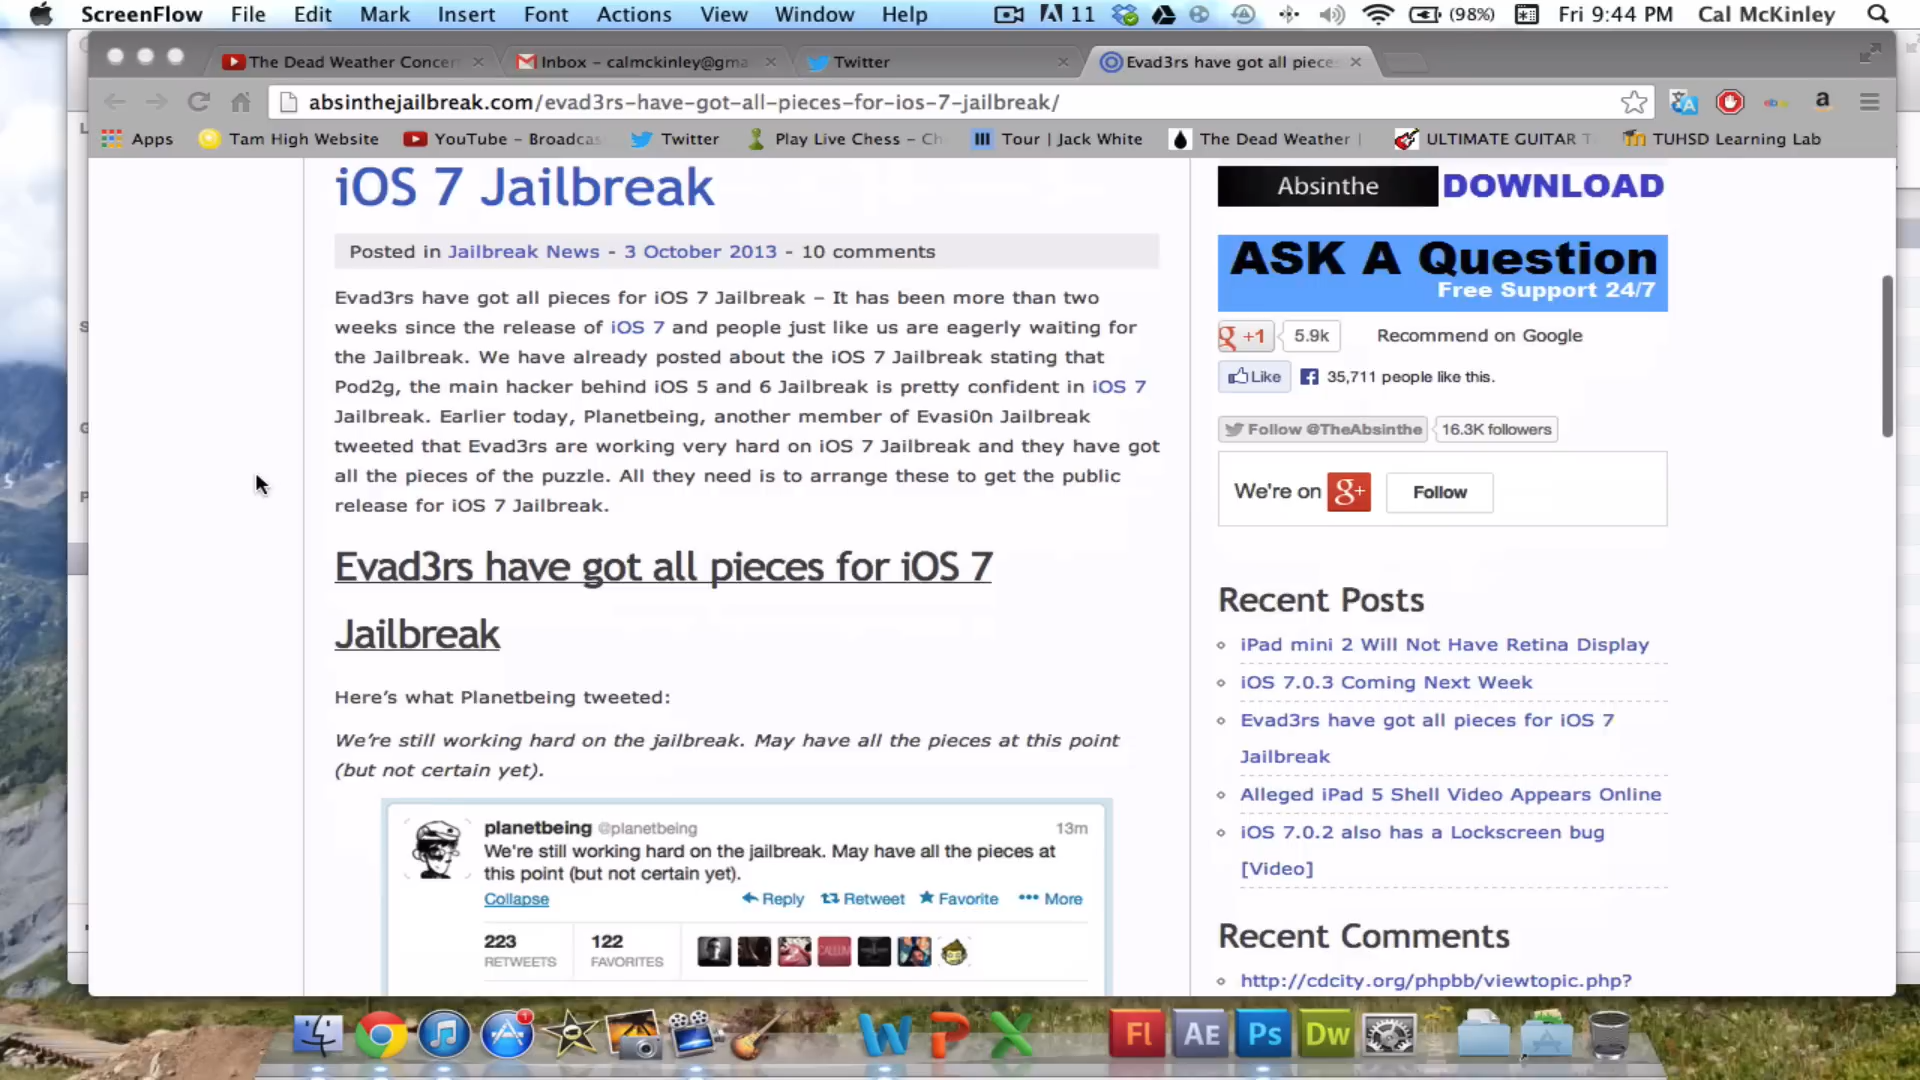 ScreenFlow File Edit Mark Insert Font Actions View Window Help 11 (98%) Fri 9:44 PM Cal McKinley
The Dead Weather Concer Inbox – calmckinley@gma Twitter Evad3rs have got all piece
absinthejailbreak.com/evad3rs-have-got-all-pieces-for-ios-7-jailbreak/
Apps Tam High Website YouTube – Broadcas Twitter Play Live Chess – Ch Tour | Jack White The Dead Weather | ULTIMATE GUITAR T TUHSD Learning Lab
iOS 7 Jailbreak
Posted in Jailbreak News - 3 October 2013 - 10 comments
Evad3rs have got all pieces for iOS 7 Jailbreak – It has been more than two
weeks since the release of iOS 7 and people just like us are eagerly waiting for
the Jailbreak. We have already posted about the iOS 7 Jailbreak stating that
Pod2g, the main hacker behind iOS 5 and 6 Jailbreak is pretty confident in iOS 7
Jailbreak. Earlier today, Planetbeing, another member of Evasi0n Jailbreak
tweeted that Evad3rs are working very hard on iOS 7 Jailbreak and they have got
all the pieces of the puzzle. All they need is to arrange these to get the public
release for iOS 7 Jailbreak.
Evad3rs have got all pieces for iOS 7
Jailbreak
Here's what Planetbeing tweeted:
We're still working hard on the jailbreak. May have all the pieces at this point
(but not certain yet).
planetbeing @planetbeing 13m
We're still working hard on the jailbreak. May have all the pieces at
this point (but not certain yet).
Collapse Reply Retweet Favorite More
223 122
RETWEETS FAVORITES
Absinthe DOWNLOAD
ASK A Question
Free Support 24/7
g +1 5.9k Recommend on Google
Like 35,711 people like this.
Follow @TheAbsinthe 16.3K followers
We're on g+ Follow
Recent Posts
iPad mini 2 Will Not Have Retina Display
iOS 7.0.3 Coming Next Week
Evad3rs have got all pieces for iOS 7
Jailbreak
Alleged iPad 5 Shell Video Appears Online
iOS 7.0.2 also has a Lockscreen bug
[Video]
Recent Comments
http://cdcity.org/phpbb/viewtopic.php?
1 W P X Fl Ae Ps Dw